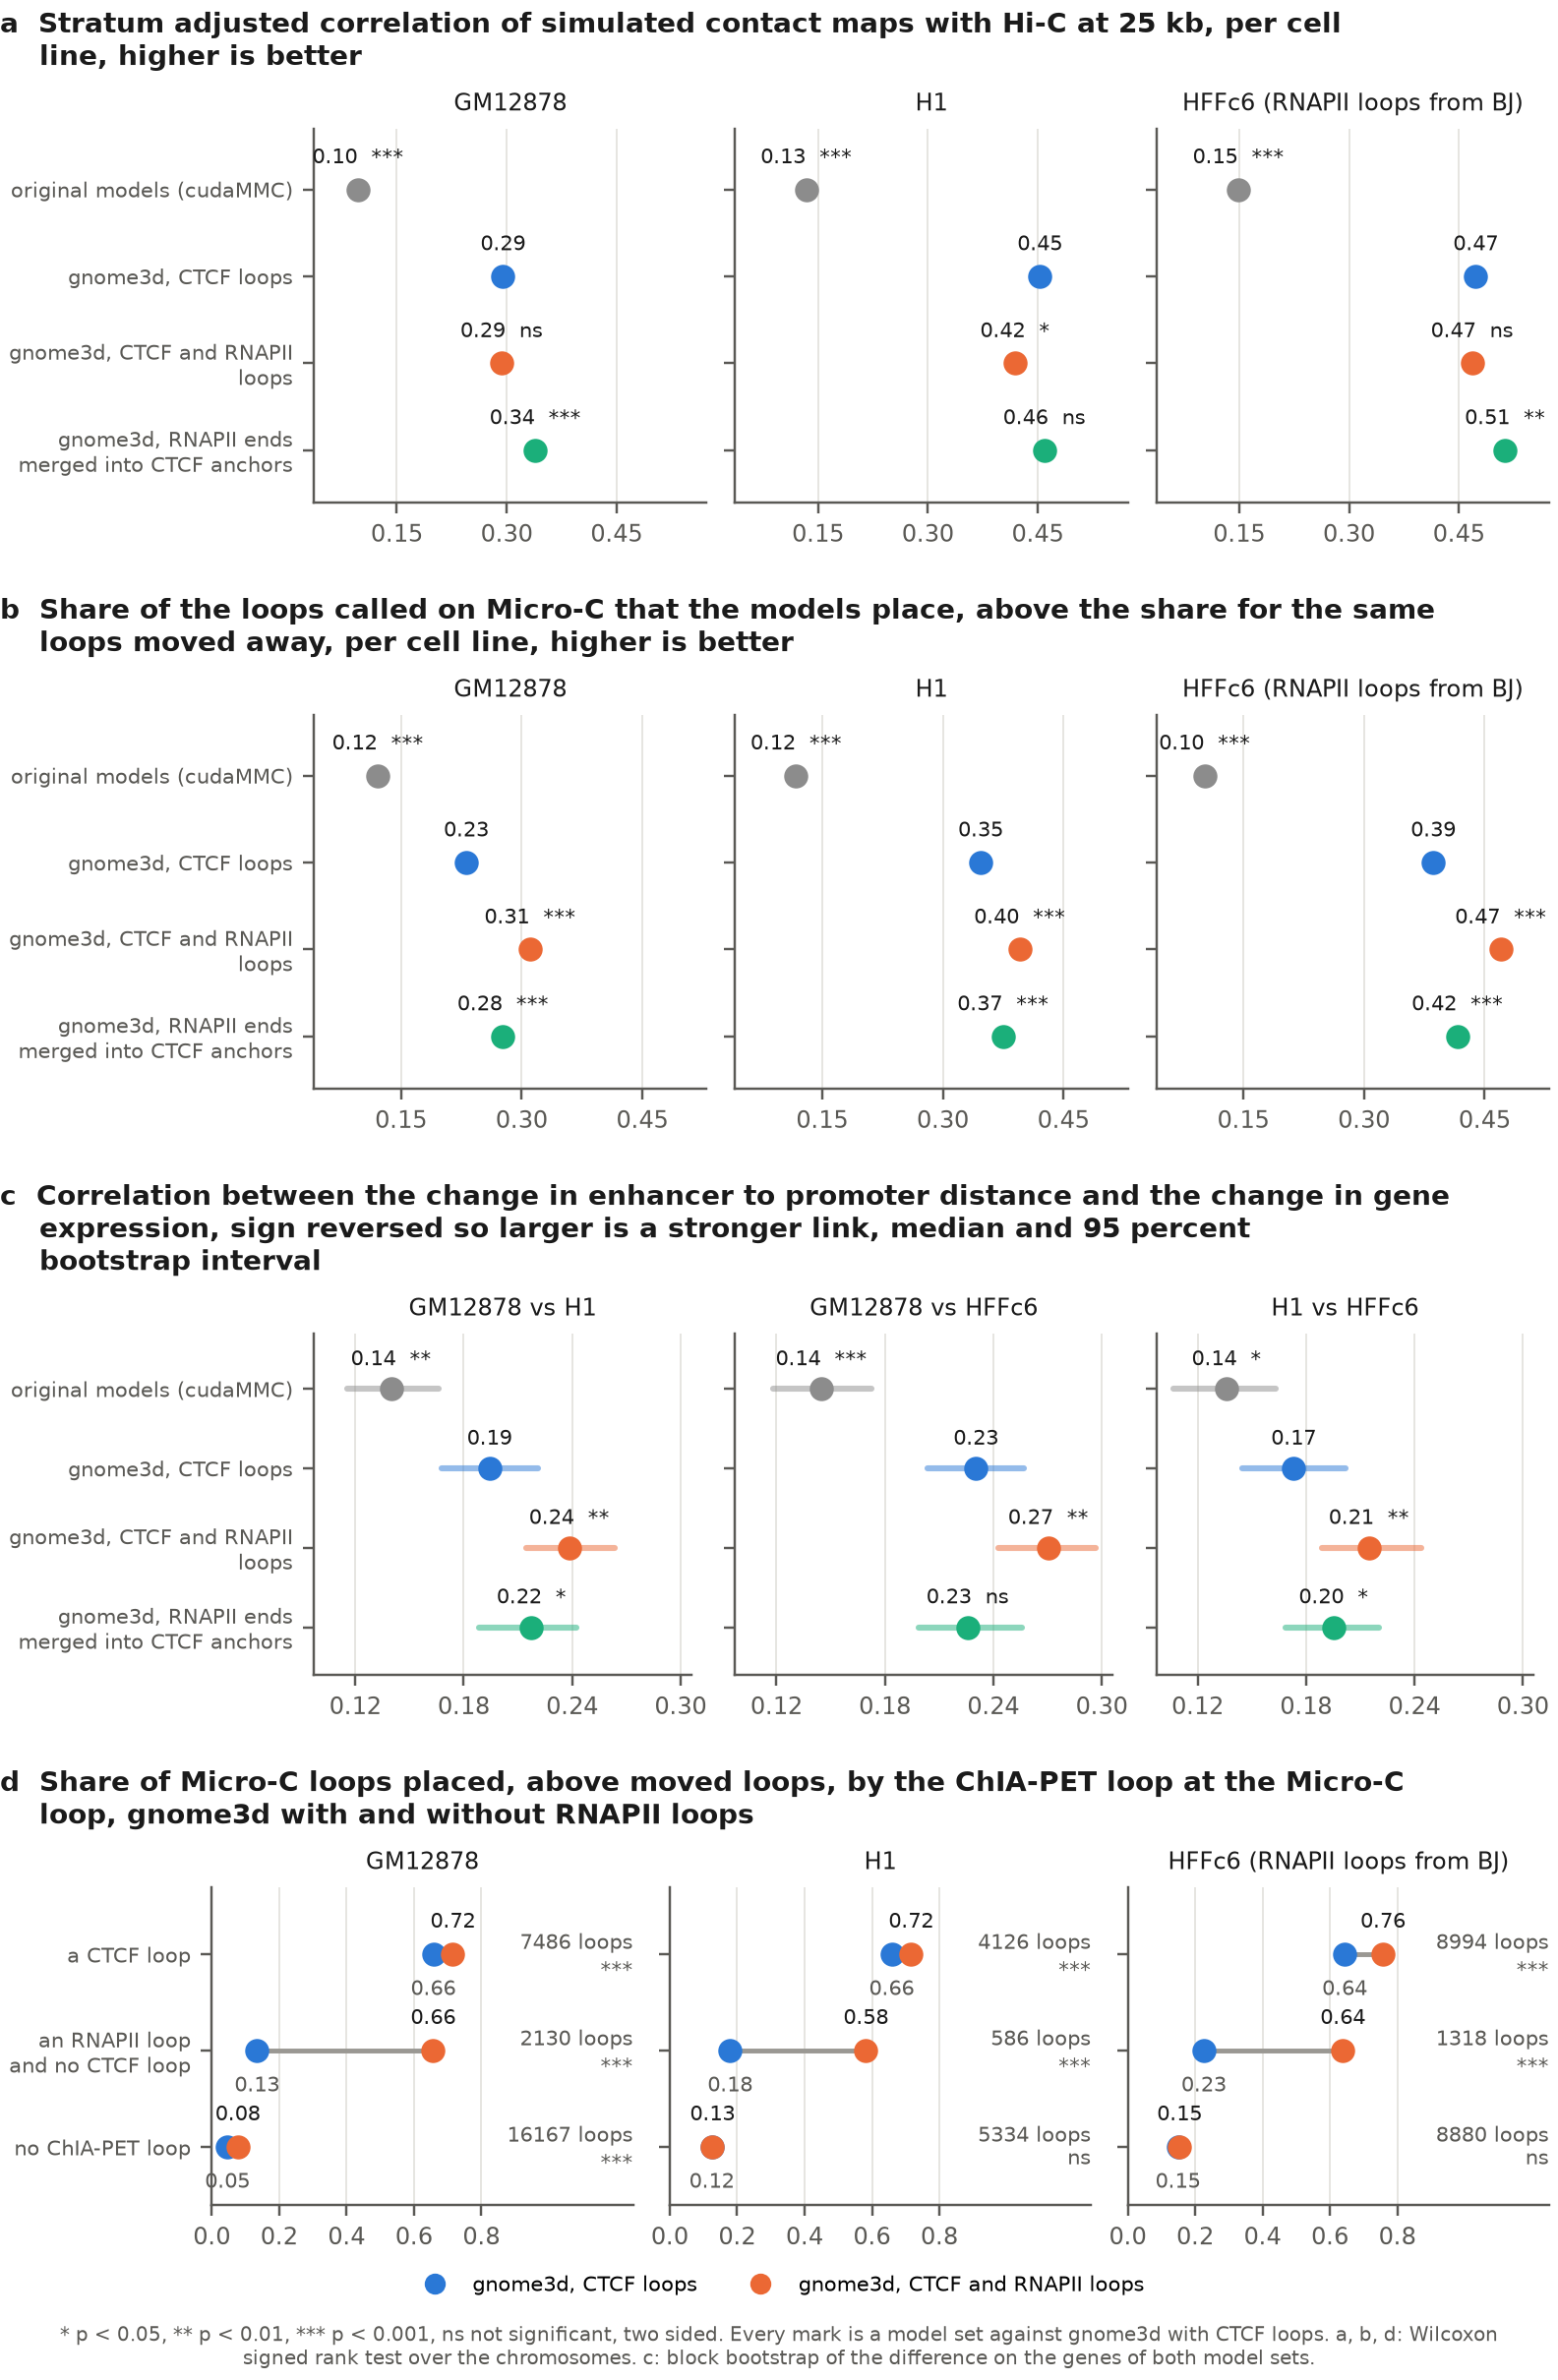 a Stratum adjusted correlation of simulated contact maps with Hi-C at 25 kb, per cell
line, higher is better
GM12878
H1
HFFc6 (RNAPII loops from BJ)
original models (cudaMMC)
0.10 ***
0.13 ***
0.15 ***
gnome3d, CTCF loops
0.29
0.45
0.47
gnome3d, CTCF and RNAPII
loops
0.29 ns
0.42 *
0.47 ns
gnome3d, RNAPII ends
merged into CTCF anchors
0.34 ***
0.46 ns
0.51 **
0.15 0.30 0.45
0.15 0.30 0.45
0.15 0.30 0.45
b Share of the loops called on Micro-C that the models place, above the share for the same
loops moved away, per cell line, higher is better
GM12878
H1
HFFc6 (RNAPII loops from BJ)
original models (cudaMMC)
0.12 ***
0.12 ***
0.10 ***
gnome3d, CTCF loops
0.23
0.35
0.39
gnome3d, CTCF and RNAPII
loops
0.31 ***
0.40 ***
0.47 ***
gnome3d, RNAPII ends
merged into CTCF anchors
0.28 ***
0.37 ***
0.42 ***
0.15 0.30 0.45
0.15 0.30 0.45
0.15 0.30 0.45
c Correlation between the change in enhancer to promoter distance and the change in gene
expression, sign reversed so larger is a stronger link, median and 95 percent
bootstrap interval
GM12878 vs H1
GM12878 vs HFFc6
H1 vs HFFc6
original models (cudaMMC)
0.14 **
0.14 ***
0.14 *
gnome3d, CTCF loops
0.19
0.23
0.17
gnome3d, CTCF and RNAPII
loops
0.24 **
0.27 **
0.21 **
gnome3d, RNAPII ends
merged into CTCF anchors
0.22 *
0.23 ns
0.20 *
0.12 0.18 0.24 0.30
0.12 0.18 0.24 0.30
0.12 0.18 0.24 0.30
d Share of Micro-C loops placed, above moved loops, by the ChIA-PET loop at the Micro-C
loop, gnome3d with and without RNAPII loops
GM12878
H1
HFFc6 (RNAPII loops from BJ)
a CTCF loop
0.72
0.66
7486 loops
***
0.72
0.66
4126 loops
***
0.76
0.64
8994 loops
***
an RNAPII loop
and no CTCF loop
0.66
0.13
2130 loops
***
0.58
0.18
586 loops
***
0.64
0.23
1318 loops
***
no ChIA-PET loop
0.08
0.05
16167 loops
***
0.13
0.12
5334 loops
ns
0.15
0.15
8880 loops
ns
0.0 0.2 0.4 0.6 0.8
0.0 0.2 0.4 0.6 0.8
0.0 0.2 0.4 0.6 0.8
gnome3d, CTCF loops
gnome3d, CTCF and RNAPII loops
* p < 0.05, ** p < 0.01, *** p < 0.001, ns not significant, two sided. Every mark is a model set against gnome3d with CTCF loops. a, b, d: Wilcoxon
signed rank test over the chromosomes. c: block bootstrap of the difference on the genes of both model sets.